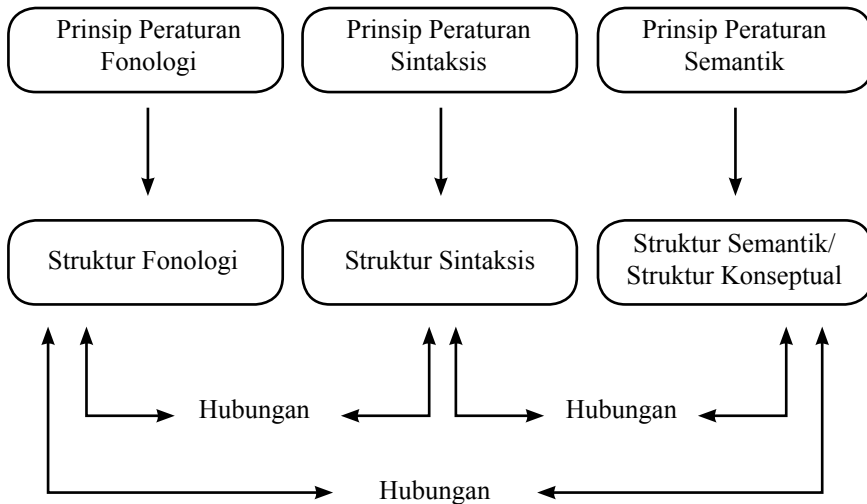 Prinsip Peraturan
Fonologi
Prinsip Peraturan
Sintaksis
Prinsip Peraturan
Semantik
Struktur Fonologi
Struktur Sintaksis
Struktur Semantik/
Struktur Konseptual
Hubungan
Hubungan
Hubungan